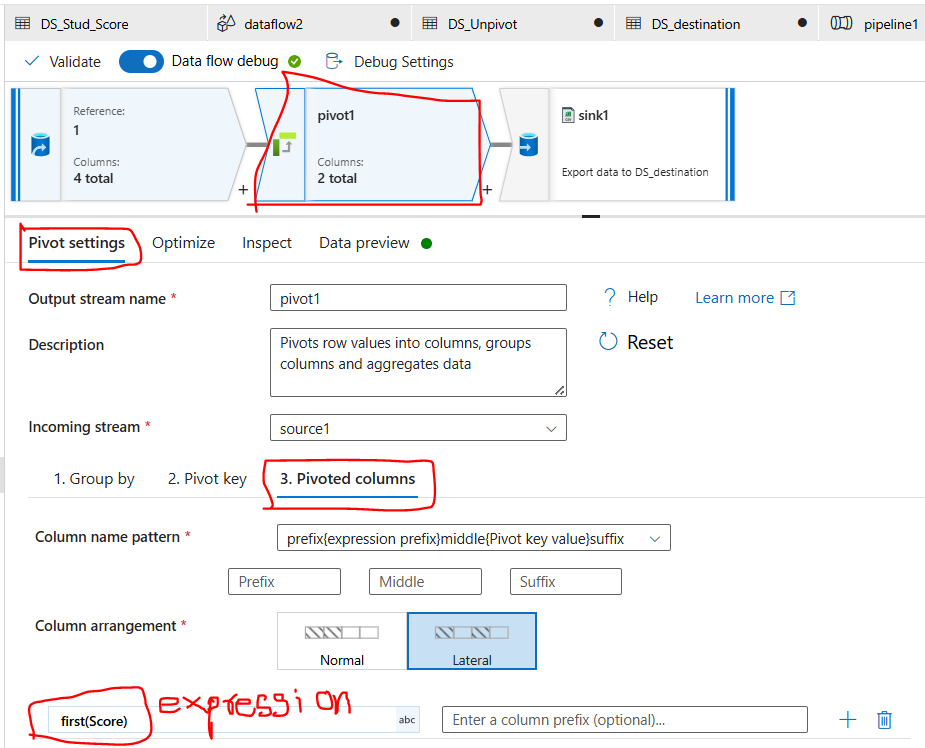 DS_Stud_Score dataflow2 DS_Unpivot DS_destination pipeline1
Validate Data flow debug Debug Settings
Reference:
1
Columns:
4 total
+
pivot1
Columns:
2 total
+
sink1
Export data to DS_destination
Pivot settings Optimize Inspect Data preview
Output stream name * pivot1 ? Help Learn more
Description Pivots row values into columns, groups
columns and aggregates data
Reset
Incoming stream * source1
1. Group by 2. Pivot key 3. Pivoted columns
Column name pattern * prefix{expression prefix}middle{Pivot key value}suffix
Prefix Middle Suffix
Column arrangement *
Normal Lateral
expression
first(Score) abc Enter a column prefix (optional)... +